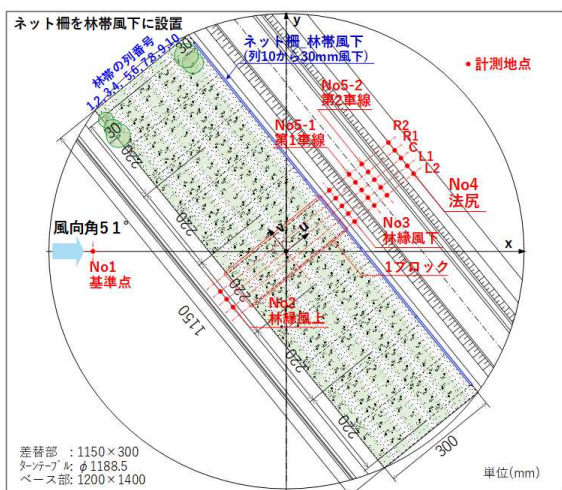 ネット柵を林帯風下に設置
y
林帯の列番号
1,2,3,4, 5,6,7,8,9,10
30
30
ネット柵_林帯風下
(列10から30mm風下)
計測地点
No5-2
第2車線
No5-1
第1車線
R2
R1
C
L1
L2
No4
法尻
No3
林縁風下
1ブロック
x
風向角51°
No1
基準点
No2
林縁風上
220
220
220
220
220
1150
300
差替部 :1150×300
ターンテーブル:φ1188.5
ベース部:1200×1400
単位(mm)